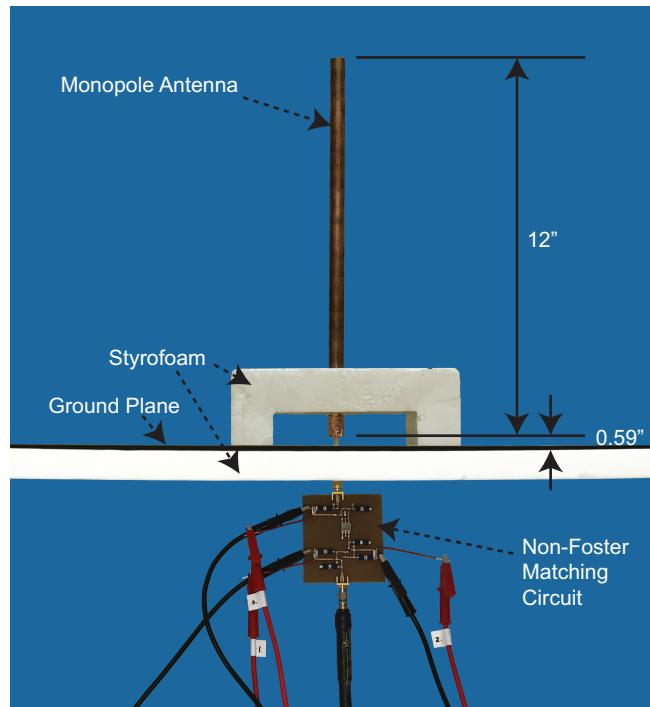 Monopole Antenna
12”
Styrofoam
Ground Plane
0.59”
Non-Foster
Matching
Circuit
3.
1
2.